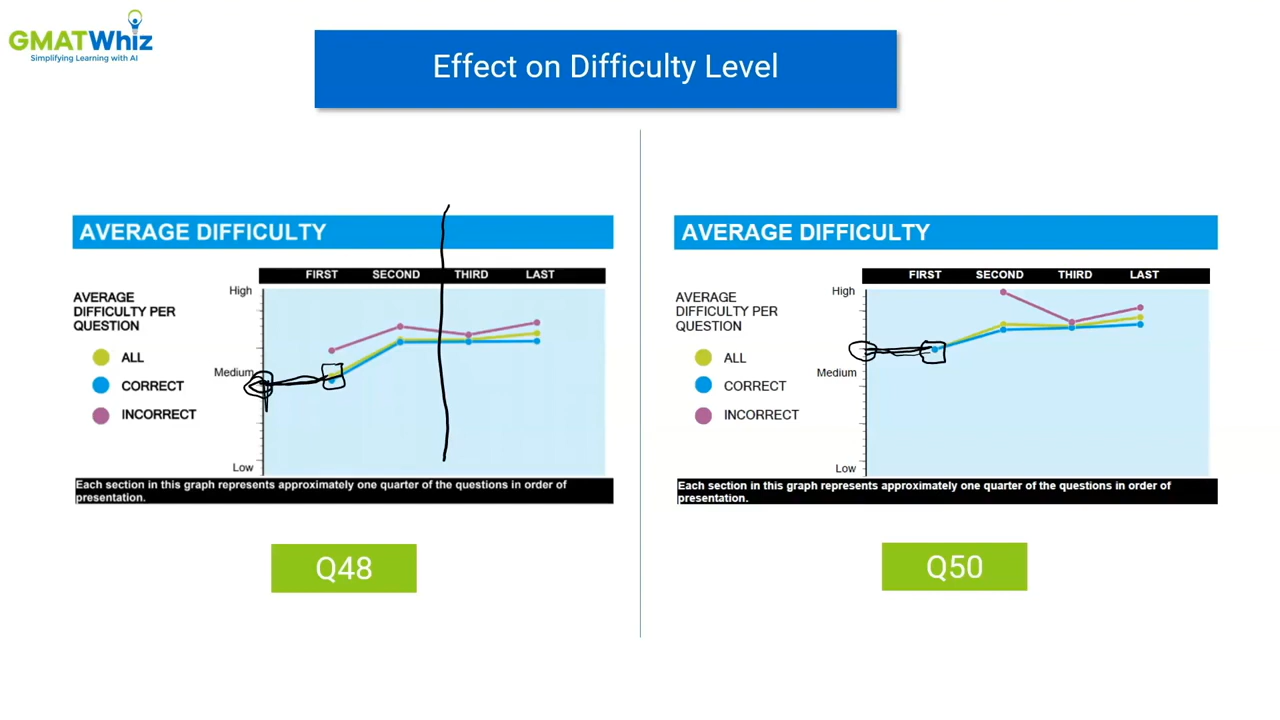 GMATWhiz
Simplifying Learning with AI
Effect on Difficulty Level
AVERAGE DIFFICULTY
FIRST SECOND THIRD LAST
AVERAGE
DIFFICULTY PER
QUESTION
ALL
CORRECT
INCORRECT
High
Medium
Low
Each section in this graph represents approximately one quarter of the questions in order of
presentation.
Q48
AVERAGE DIFFICULTY
FIRST SECOND THIRD LAST
AVERAGE
DIFFICULTY PER
QUESTION
ALL
CORRECT
INCORRECT
High
Medium
Low
Each section in this graph represents approximately one quarter of the questions in order of
presentation.
Q50